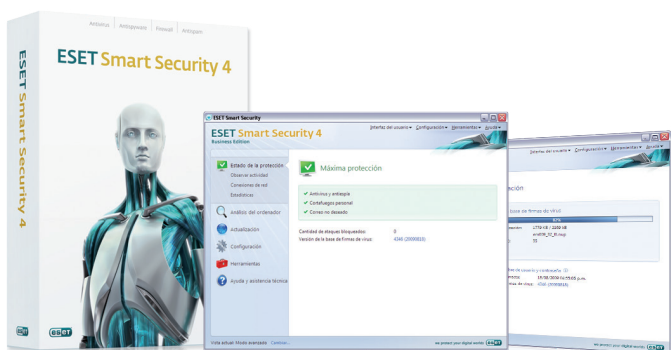 Antivirus
Antispyware
Firewall
Antispam
ESET Smart Security 4
ESET Smart Security 4
eset
eset
ESET Smart Security
ESET Smart Security 4
Business Edition
Interfaz del usuario
Configuración
Herramientas
Ayuda
Estado de la protección
Observar actividad
Conexiones de red
Estadísticas
Análisis del ordenador
Actualización
Configuración
Herramientas
Ayuda y asistencia técnica
Máxima protección
Antivirus y antiespía
Cortafuegos personal
Correo no deseado
Cantidad de ataques bloqueados: 0
Versión de la base de firmas de virus:
Vista actual: Modo avanzado Cambiar...
we protect your digital worlds
eset
Interfaz del usuario
Configuración
Herramientas
Ayuda
ación
base de firmas de virus
we protect your digital worlds
eset